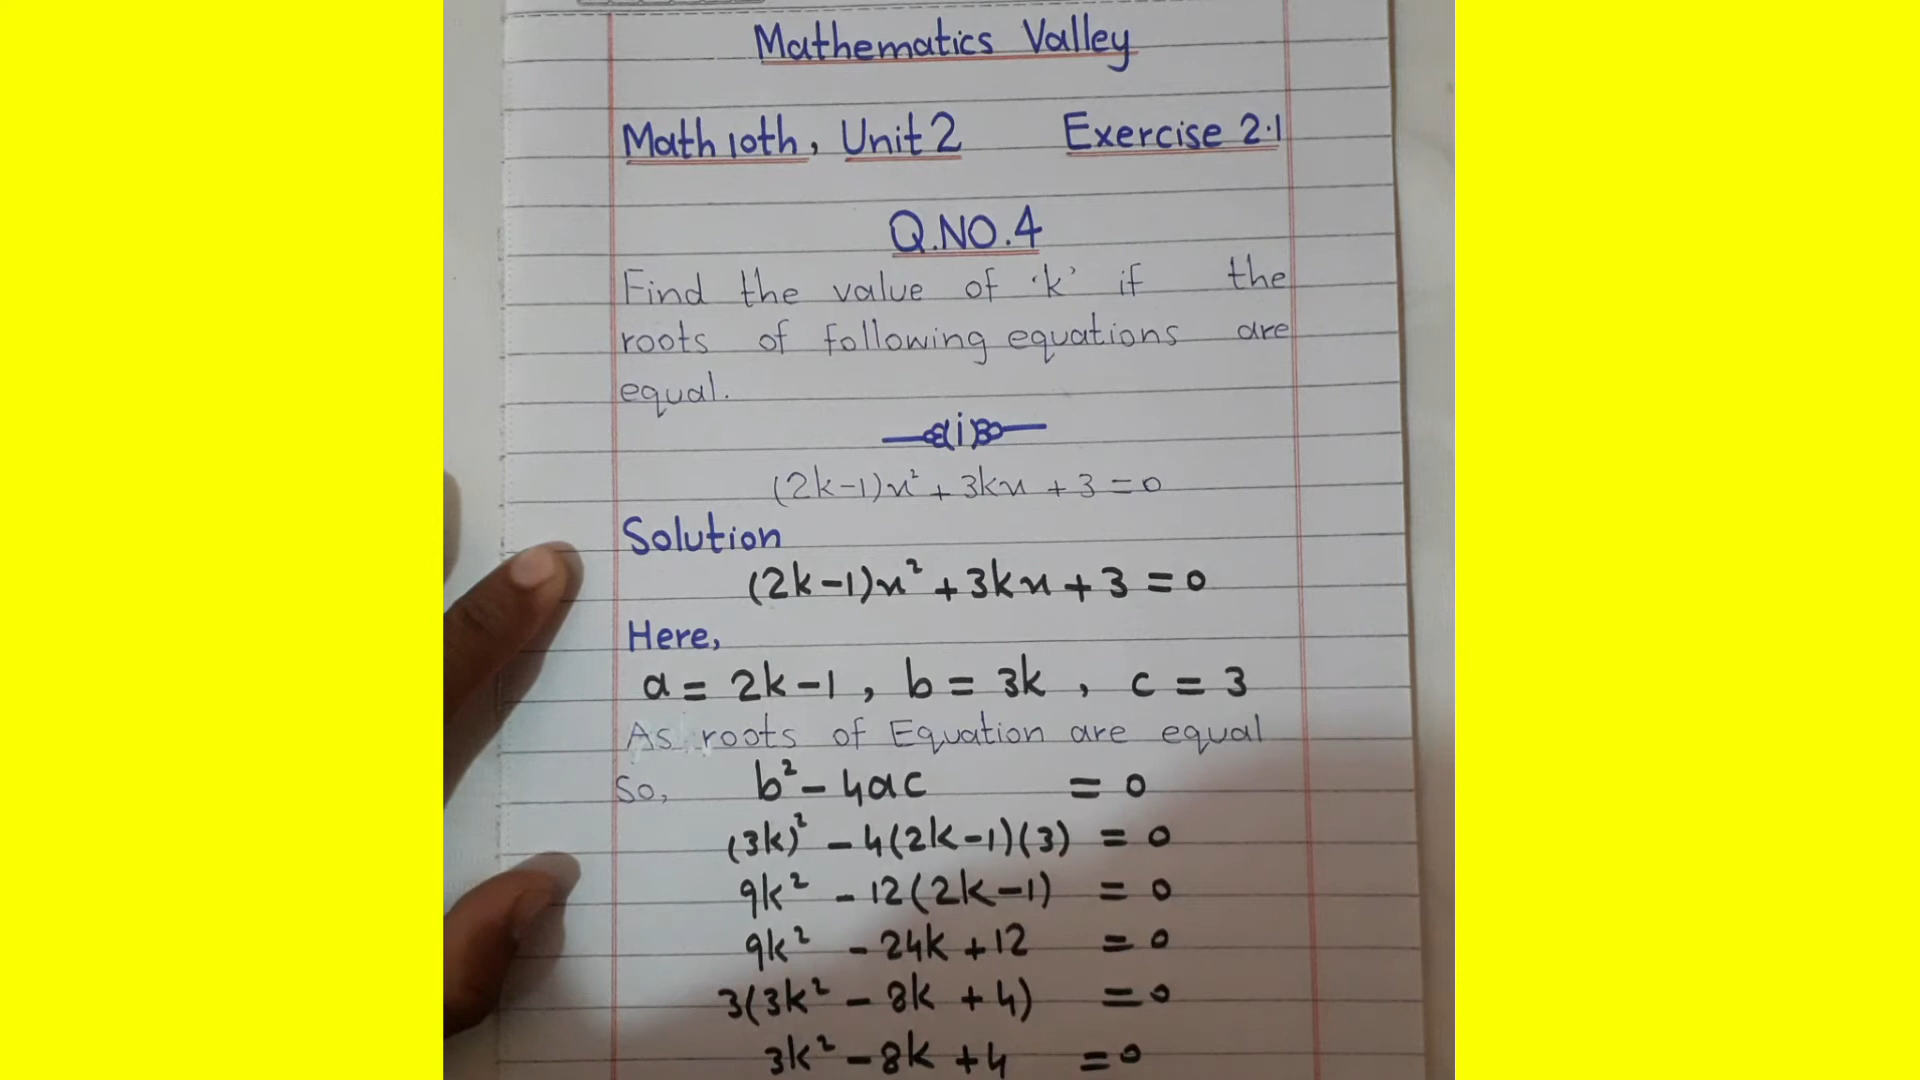 Mathematics Valley
Math 10th, Unit 2 Exercise 2.1
Q.NO.4
Find the value of 'k' if the
roots of following equations are
equal.
(i)
(2k-1)x² + 3kx + 3 = 0
Solution
(2k-1)x² + 3kx + 3 = 0
Here,
a = 2k-1, b = 3k, c = 3
As roots of Equation are equal
So, b² - 4ac = 0
(3k)² - 4(2k-1)(3) = 0
9k² - 12(2k-1) = 0
9k² - 24k + 12 = 0
3(3k² - 8k + 4) = 0
3k² - 8k + 4 = 0